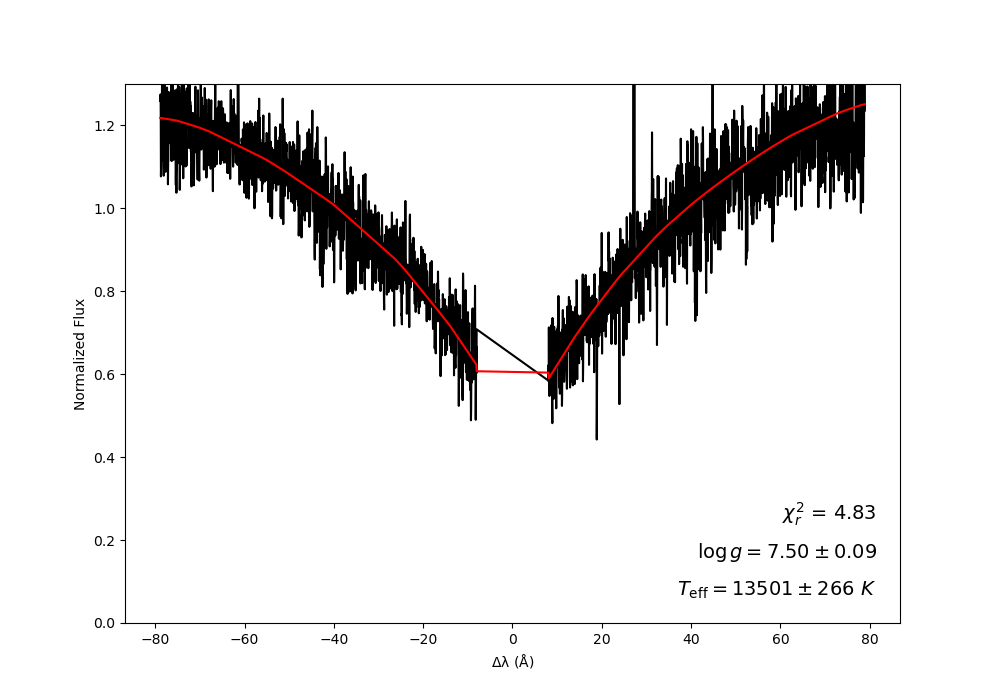 Normalized Flux
1.2
1.0
0.8
0.6
0.4
0.2
0.0
−80 −60 −40 −20 0 20 40 60 80
Δλ (Å)
χ²ᵣ = 4.83
log g = 7.50 ± 0.09
T_eff = 13501 ± 266 K